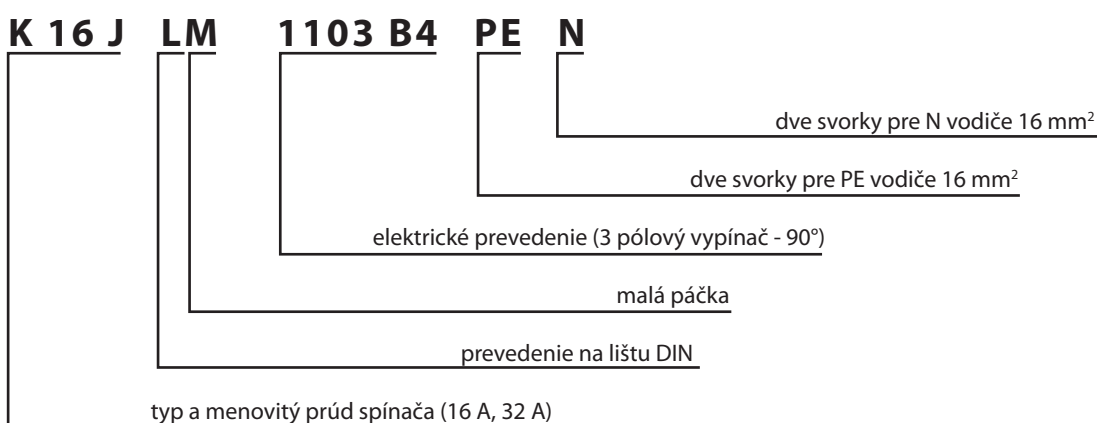 K 16 J LM 1103 B4 PE N
dve svorky pre N vodiče 16 mm²
dve svorky pre PE vodiče 16 mm²
elektrické prevedenie (3 pólový vypínač - 90°)
malá páčka
prevedenie na lištu DIN
typ a menovitý prúd spínača (16 A, 32 A)